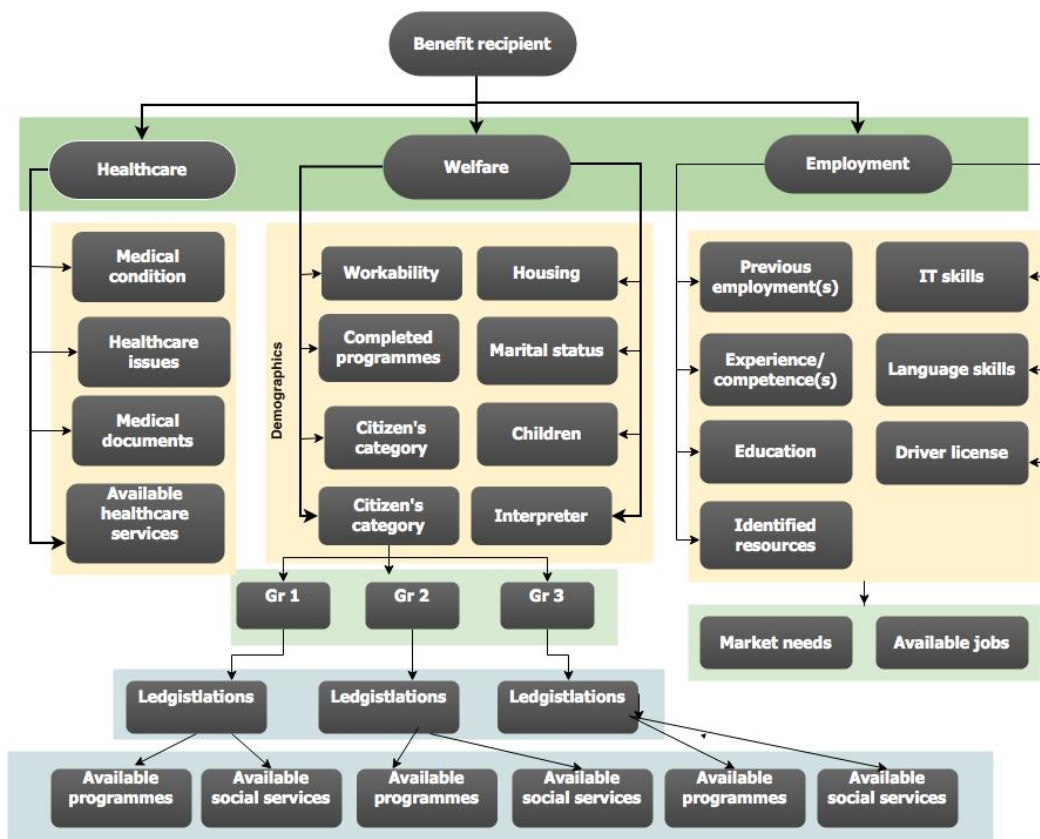 Benefit recipient
Healthcare
Welfare
Employment
Medical
condition
Healthcare
issues
Medical
documents
Available
healthcare
services
Demographics
Workability
Housing
Completed
programmes
Marital status
Citizen's
category
Children
Citizen's
category
Interpreter
Previous
employment(s)
IT skills
Experience/
competence(s)
Language skills
Education
Driver license
Identified
resources
Gr 1
Gr 2
Gr 3
Market needs
Available jobs
Ledgistlations
Ledgistlations
Ledgistlations
Available
programmes
Available
social services
Available
programmes
Available
social services
Available
programmes
Available
social services